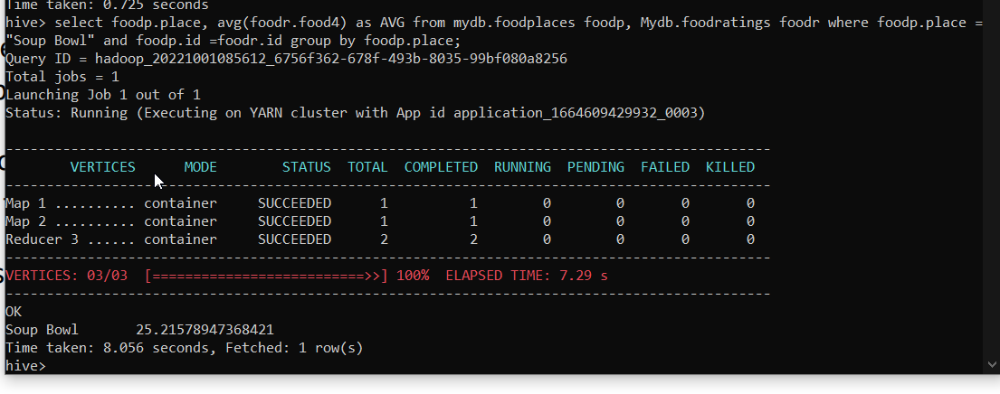 Time taken: 0.725 seconds
hive> select foodp.place, avg(foodr.food4) as AVG from mydb.foodplaces foodp, Mydb.foodratings foodr where foodp.place =
"Soup Bowl" and foodp.id =foodr.id group by foodp.place;
Query ID = hadoop_20221001085612_6756f362-678f-493b-8035-99bf080a8256
Total jobs = 1
Launching Job 1 out of 1
Status: Running (Executing on YARN cluster with App id application_1664609429932_0003)
----------------------------------------------------------------------------------------------
        VERTICES      MODE        STATUS  TOTAL  COMPLETED  RUNNING  PENDING  FAILED  KILLED
----------------------------------------------------------------------------------------------
Map 1 .......... container     SUCCEEDED      1          1        0        0       0       0
Map 2 .......... container     SUCCEEDED      1          1        0        0       0       0
Reducer 3 ...... container     SUCCEEDED      2          2        0        0       0       0
----------------------------------------------------------------------------------------------
VERTICES: 03/03  [==========================>>] 100%  ELAPSED TIME: 7.29 s
----------------------------------------------------------------------------------------------
OK
Soup Bowl       25.21578947368421
Time taken: 8.056 seconds, Fetched: 1 row(s)
hive>